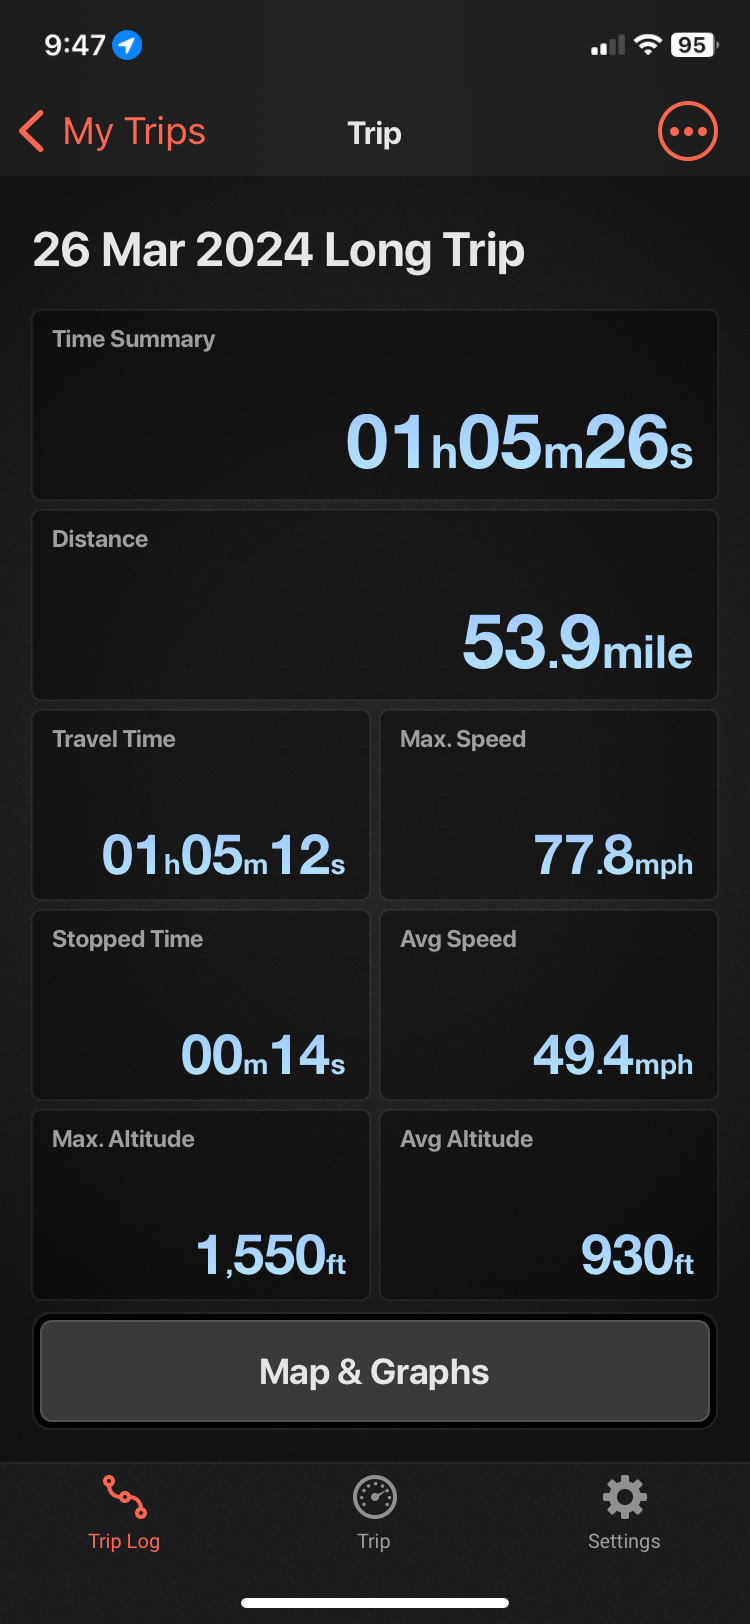 9:47
95
My Trips
Trip
26 Mar 2024 Long Trip
Time Summary
01h05m26s
Distance
53.9mile
Travel Time
01h05m12s
Max. Speed
77.8mph
Stopped Time
00m14s
Avg Speed
49.4mph
Max. Altitude
1,550ft
Avg Altitude
930ft
Map & Graphs
Trip Log
Trip
Settings